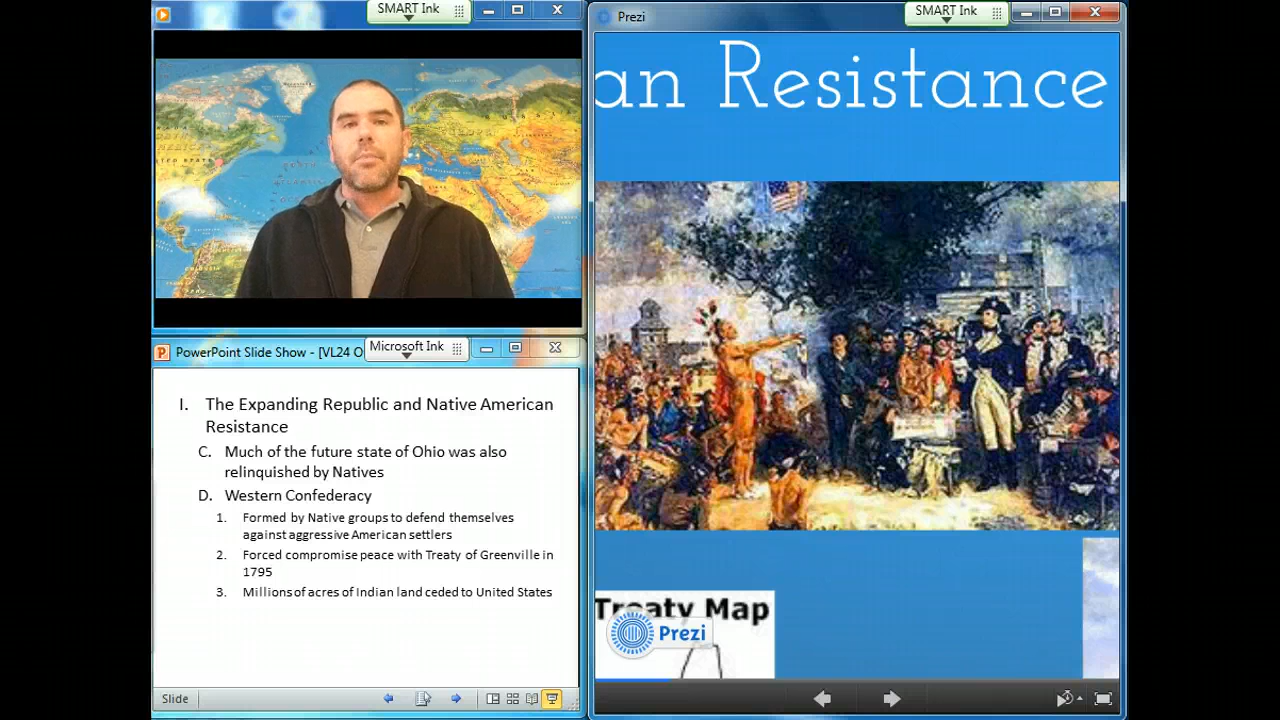 SMART Ink
Prezi
SMART Ink
an Resistance
PowerPoint Slide Show - [VL24 O
Microsoft Ink
I. The Expanding Republic and Native American
Resistance
C. Much of the future state of Ohio was also
relinquished by Natives
D. Western Confederacy
1. Formed by Native groups to defend themselves
against aggressive American settlers
2. Forced compromise peace with Treaty of Greenville in
1795
3. Millions of acres of Indian land ceded to United States
Treaty Map
Prezi
Slide